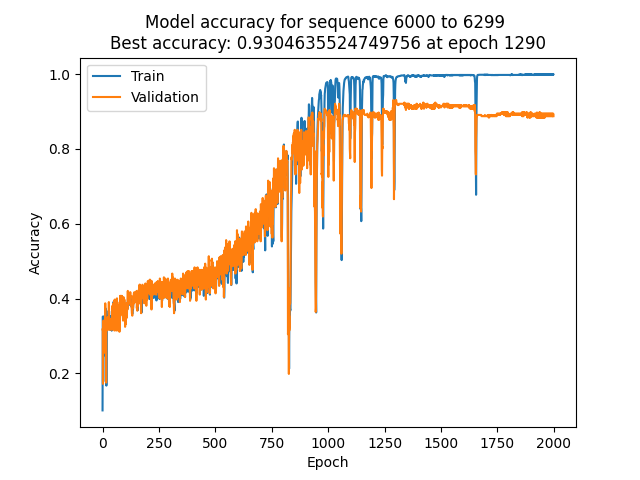 Model accuracy for sequence 6000 to 6299
Best accuracy: 0.9304635524749756 at epoch 1290
1.0
0.8
0.6
0.4
0.2
Accuracy
Train
Validation
0
250
500
750
1000
1250
1500
1750
2000
Epoch